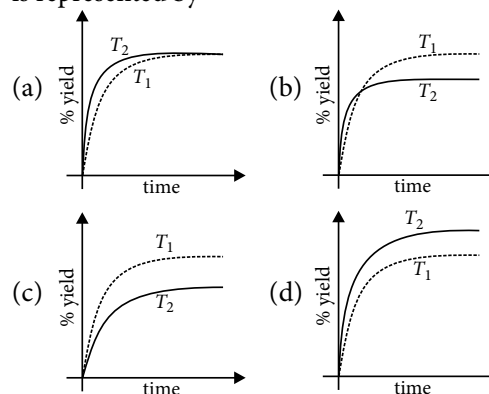 is represented by
(a) % yield T₂ T₁ time
(b) % yield T₁ T₂ time
(c) % yield T₁ T₂ time
(d) % yield T₂ T₁ time